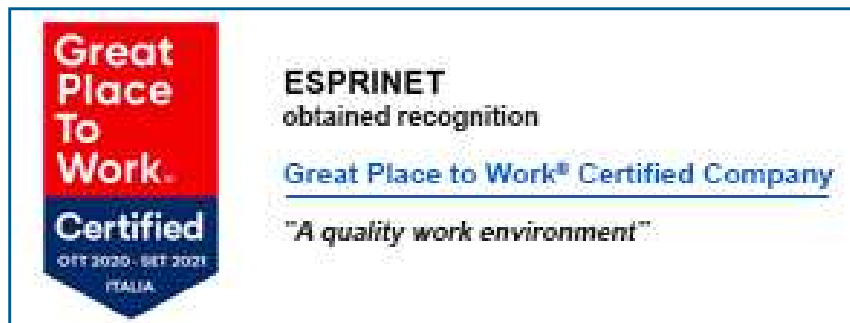 Great
Place
To
Work.
Certified
OTT 2020 - SET 2021
ITALIA
ESPRINET
obtained recognition
Great Place to Work® Certified Company
"A quality work environment"